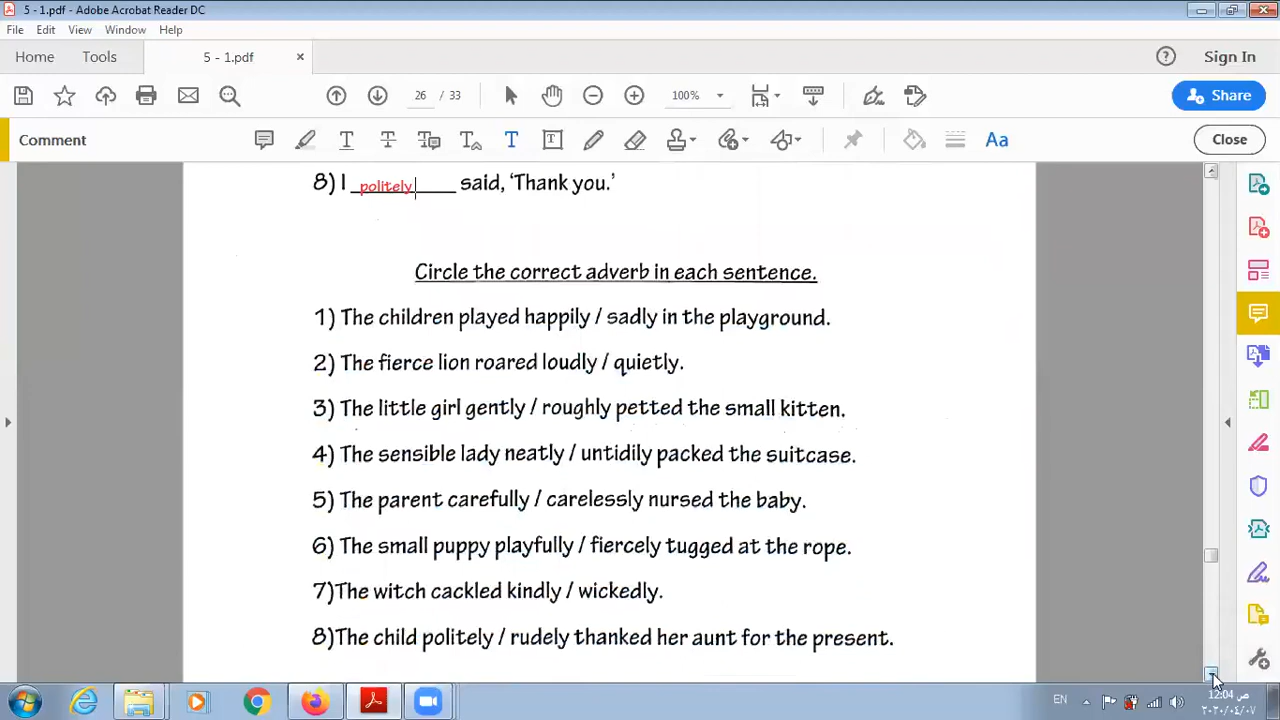 5 - 1.pdf - Adobe Acrobat Reader DC
File Edit View Window Help
Home Tools 5 - 1.pdf × Sign In
26 / 33 100% Share
Comment Close
8) I politely said, ‘Thank you.’
Circle the correct adverb in each sentence.
1) The children played happily / sadly in the playground.
2) The fierce lion roared loudly / quietly.
3) The little girl gently / roughly petted the small kitten.
4) The sensible lady neatly / untidily packed the suitcase.
5) The parent carefully / carelessly nursed the baby.
6) The small puppy playfully / fiercely tugged at the rope.
7)The witch cackled kindly / wickedly.
8)The child politely / rudely thanked her aunt for the present.
EN 12:04 ص
٢٠٢٠/٠٤/٠٧